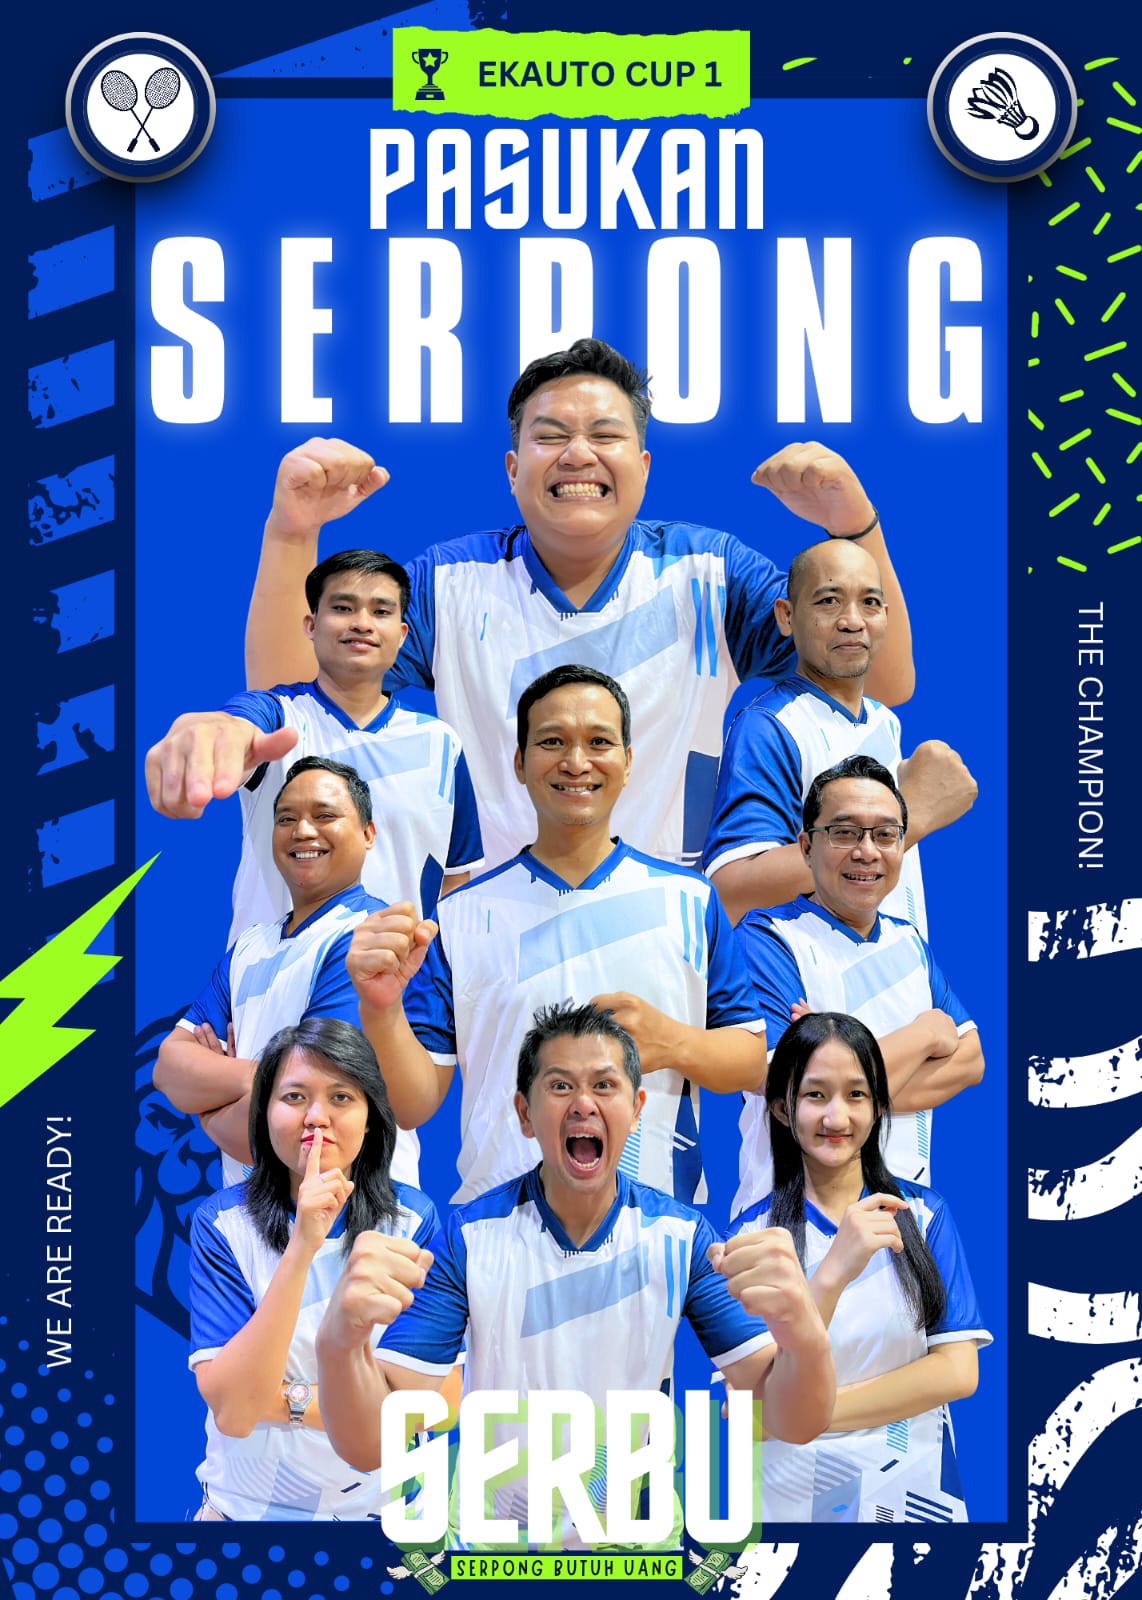 EKAUTO CUP 1
PASUKAN
SERPONG
THE CHAMPION!
WE ARE READY!
SERBU
SERPONG BUTUH UANG